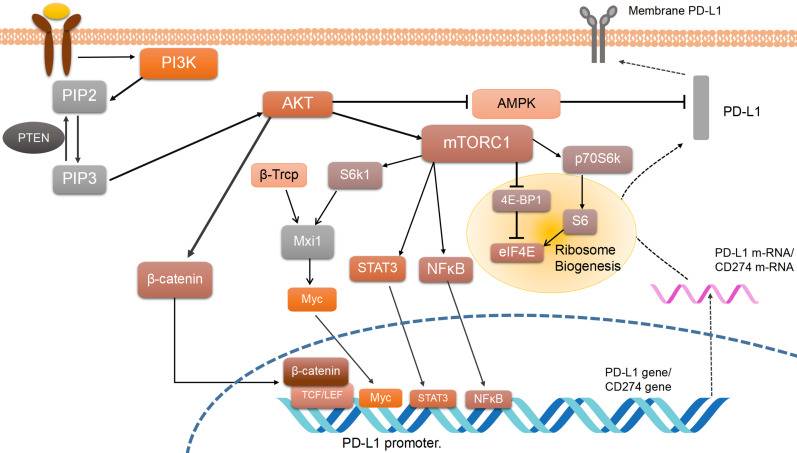 Membrane PD-L1
PI3K
PIP2
AKT
AMPK
PD-L1
PTEN
mTORC1
p70S6k
PIP3
β-Trcp
S6k1
4E-BP1
S6
Mxi1
eIF4E
Ribosome
Biogenesis
PD-L1 m-RNA/
CD274 m-RNA
β-catenin
STAT3
NFκB
Myc
β-catenin
TCF/LEF
Myc
STAT3
NFκB
PD-L1 gene/
CD274 gene
PD-L1 promoter.